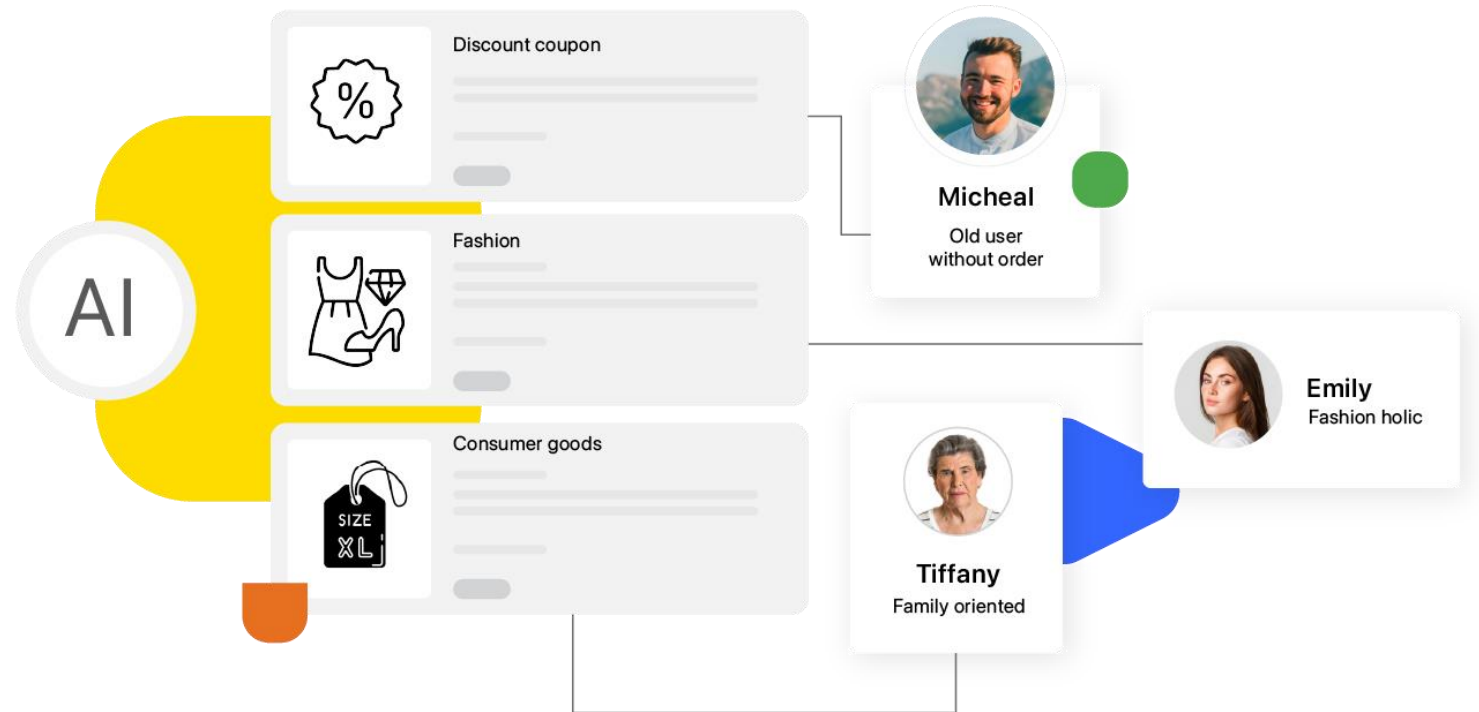 AI
Discount coupon
%
Fashion
Consumer goods
SIZE
XL
Micheal
Old user
without order
Emily
Fashion holic
Tiffany
Family oriented